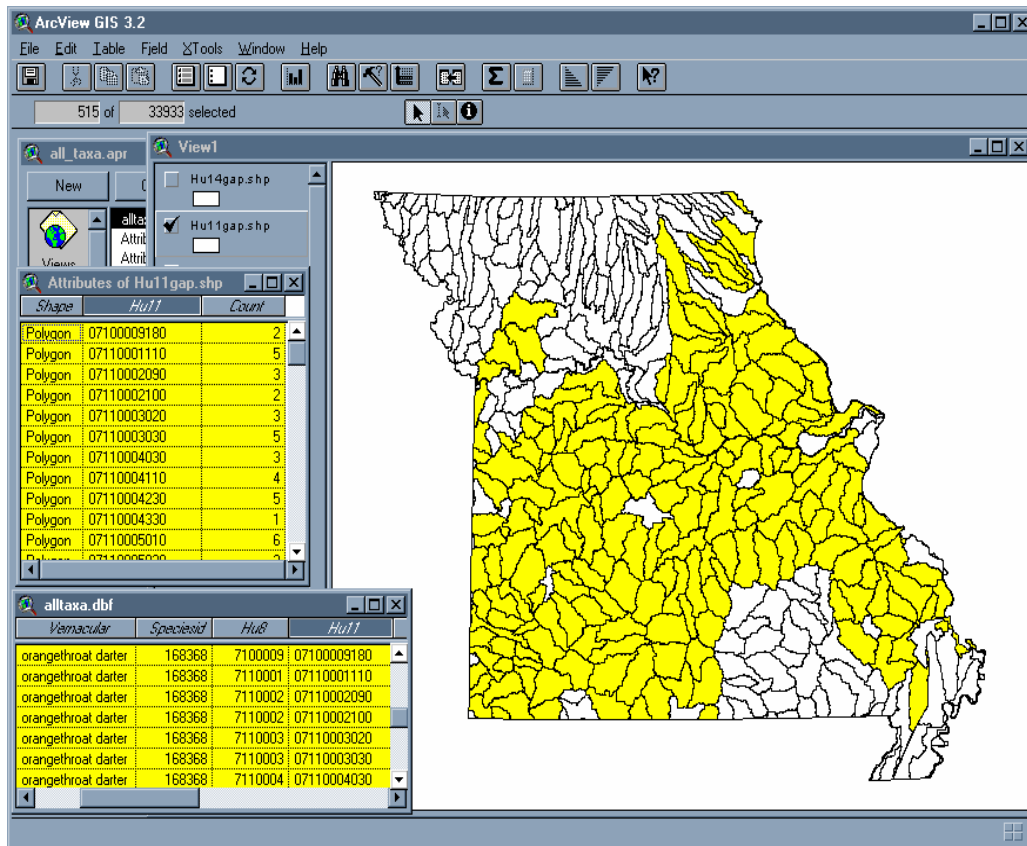 ArcView GIS 3.2
File Edit Table Field XTools Window Help
515 of 33933 selected
all_taxa.apr
New
Views
View1
Hu14gap.shp
Hu11gap.shp
Attributes of Hu11gap.shp
Shape Hu11 Count
Polygon 07100009180 2
Polygon 07110001110 5
Polygon 07110002090 3
Polygon 07110002100 2
Polygon 07110003020 3
Polygon 07110003030 5
Polygon 07110004030 3
Polygon 07110004110 4
Polygon 07110004230 5
Polygon 07110004330 1
Polygon 07110005010 6
alltaxa.dbf
Vernacular Speciesid Hu8 Hu11
orangethroat darter 168368 7100009 07100009180
orangethroat darter 168368 7110001 07110001110
orangethroat darter 168368 7110002 07110002090
orangethroat darter 168368 7110002 07110002100
orangethroat darter 168368 7110003 07110003020
orangethroat darter 168368 7110003 07110003030
orangethroat darter 168368 7110004 07110004030